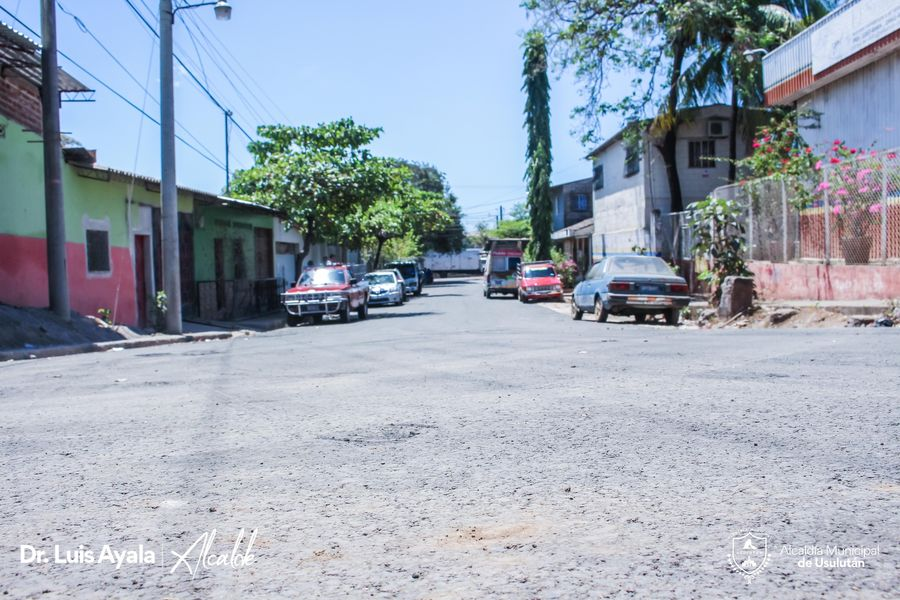 Dr. Luis Ayala
Alcalde
Alcaldía Municipal
de Usulután